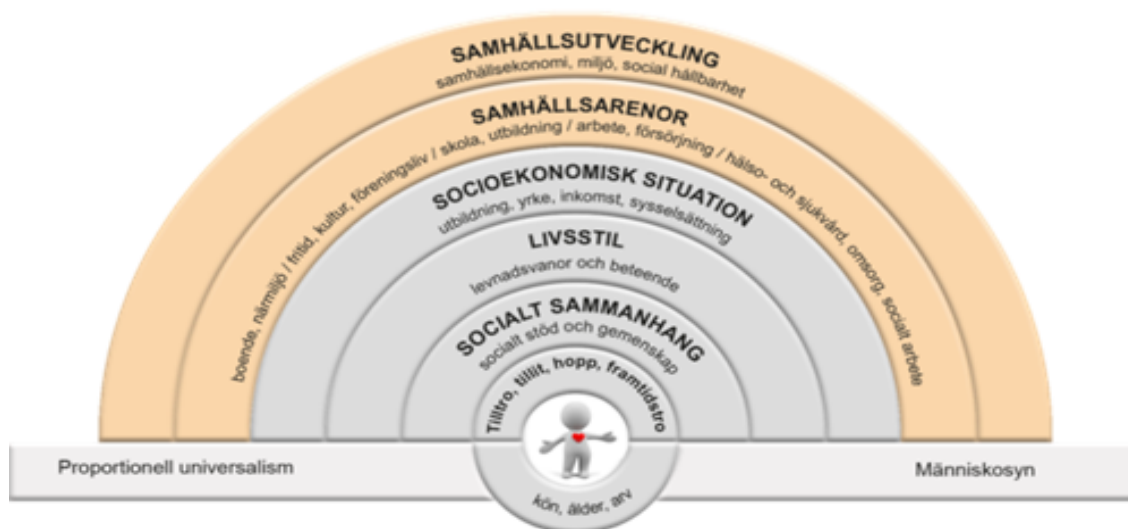 SAMHÄLLSUTVECKLING
samhällsekonomi, miljö, social hållbarhet
SAMHÄLLSARENOR
boende, närmiljö / fritid, kultur, föreningsliv / skola, utbildning / arbete, försörjning / hälso- och sjukvård, omsorg, socialt arbete
SOCIOEKONOMISK SITUATION
utbildning, yrke, inkomst, sysselsättning
LIVSSTIL
levnadsvanor och beteende
SOCIALT SAMMANHANG
socialt stöd och gemenskap
Tilltro, tillit, hopp, framtidstro
Proportionell universalism
Människosyn
kön, ålder, arv